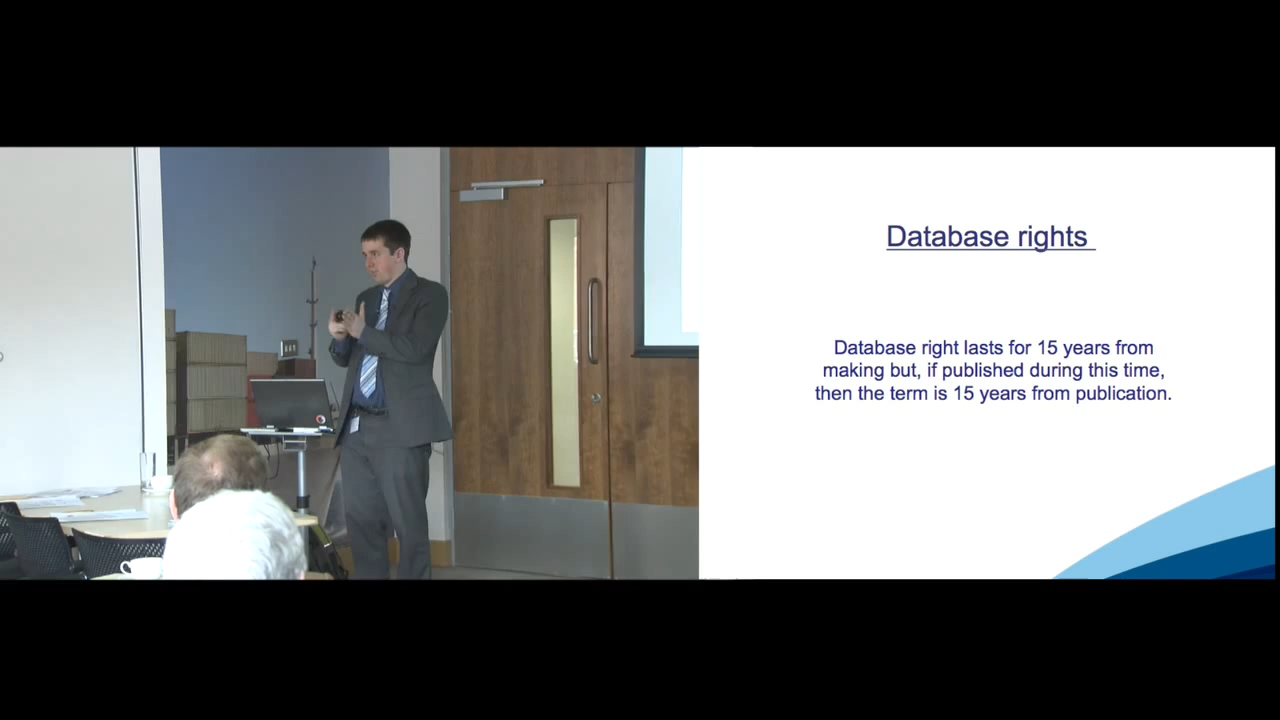 Database rights
Database right lasts for 15 years from
making but, if published during this time,
then the term is 15 years from publication.